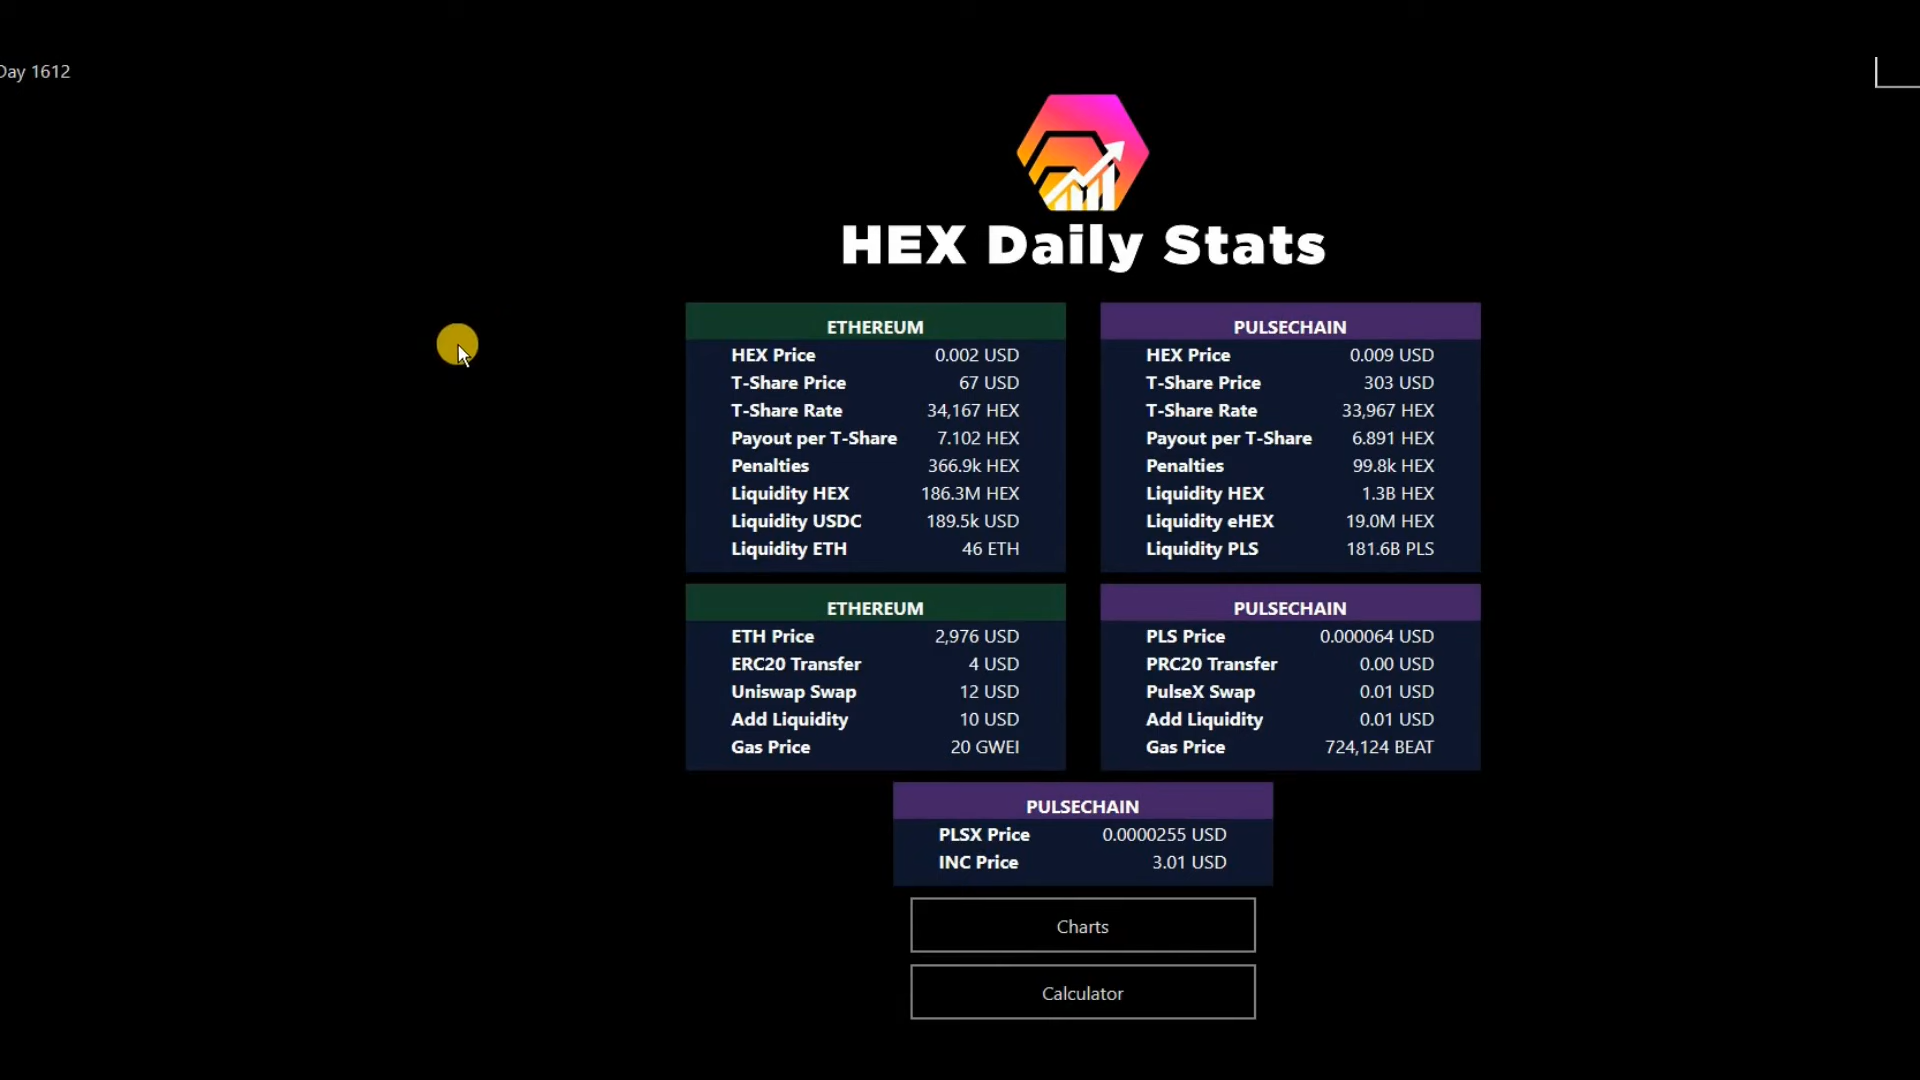 Day 1612
HEX Daily Stats
ETHEREUM
HEX Price 0.002 USD
T-Share Price 67 USD
T-Share Rate 34,167 HEX
Payout per T-Share 7.102 HEX
Penalties 366.9k HEX
Liquidity HEX 186.3M HEX
Liquidity USDC 189.5k USD
Liquidity ETH 46 ETH
PULSECHAIN
HEX Price 0.009 USD
T-Share Price 303 USD
T-Share Rate 33,967 HEX
Payout per T-Share 6.891 HEX
Penalties 99.8k HEX
Liquidity HEX 1.3B HEX
Liquidity eHEX 19.0M HEX
Liquidity PLS 181.6B PLS
ETHEREUM
ETH Price 2,976 USD
ERC20 Transfer 4 USD
Uniswap Swap 12 USD
Add Liquidity 10 USD
Gas Price 20 GWEI
PULSECHAIN
PLS Price 0.000064 USD
PRC20 Transfer 0.00 USD
PulseX Swap 0.01 USD
Add Liquidity 0.01 USD
Gas Price 724,124 BEAT
PULSECHAIN
PLSX Price 0.0000255 USD
INC Price 3.01 USD
Charts
Calculator